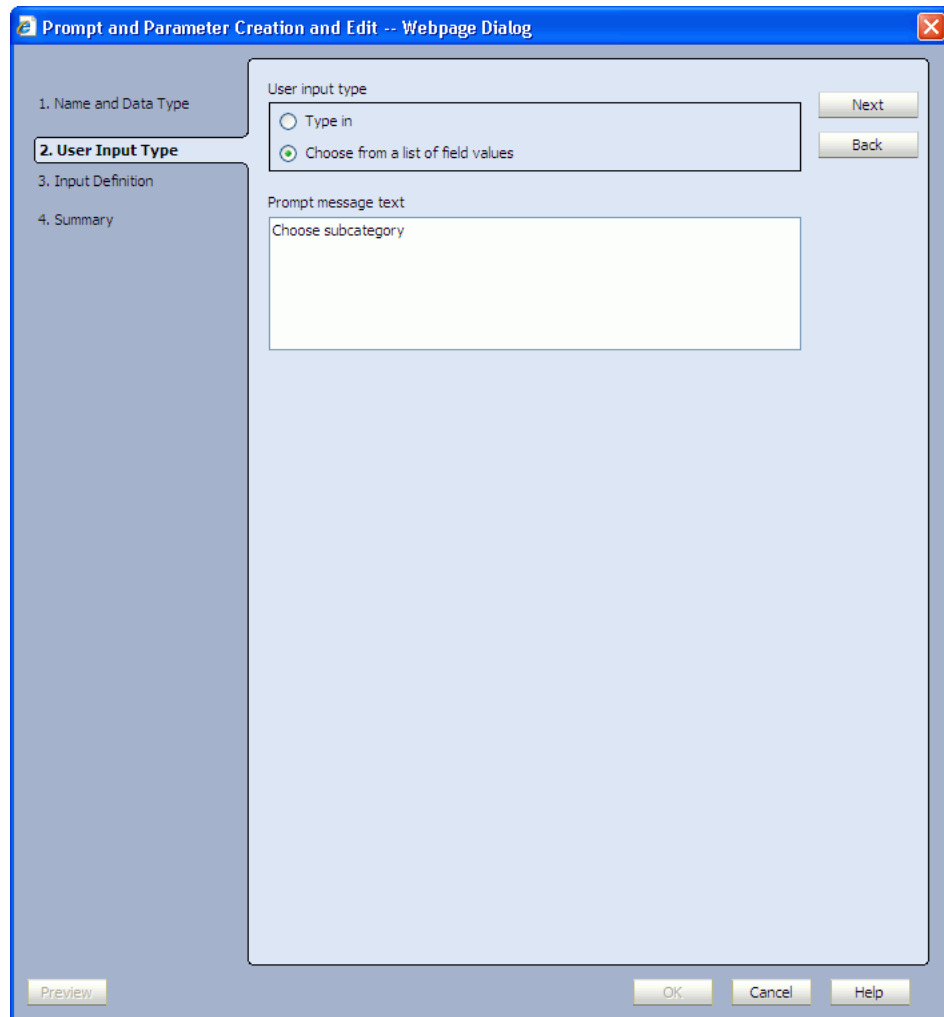 Prompt and Parameter Creation and Edit -- Webpage Dialog
1. Name and Data Type
2. User Input Type
3. Input Definition
4. Summary
User input type
Type in
Choose from a list of field values
Next
Back
Prompt message text
Choose subcategory
Preview
OK
Cancel
Help